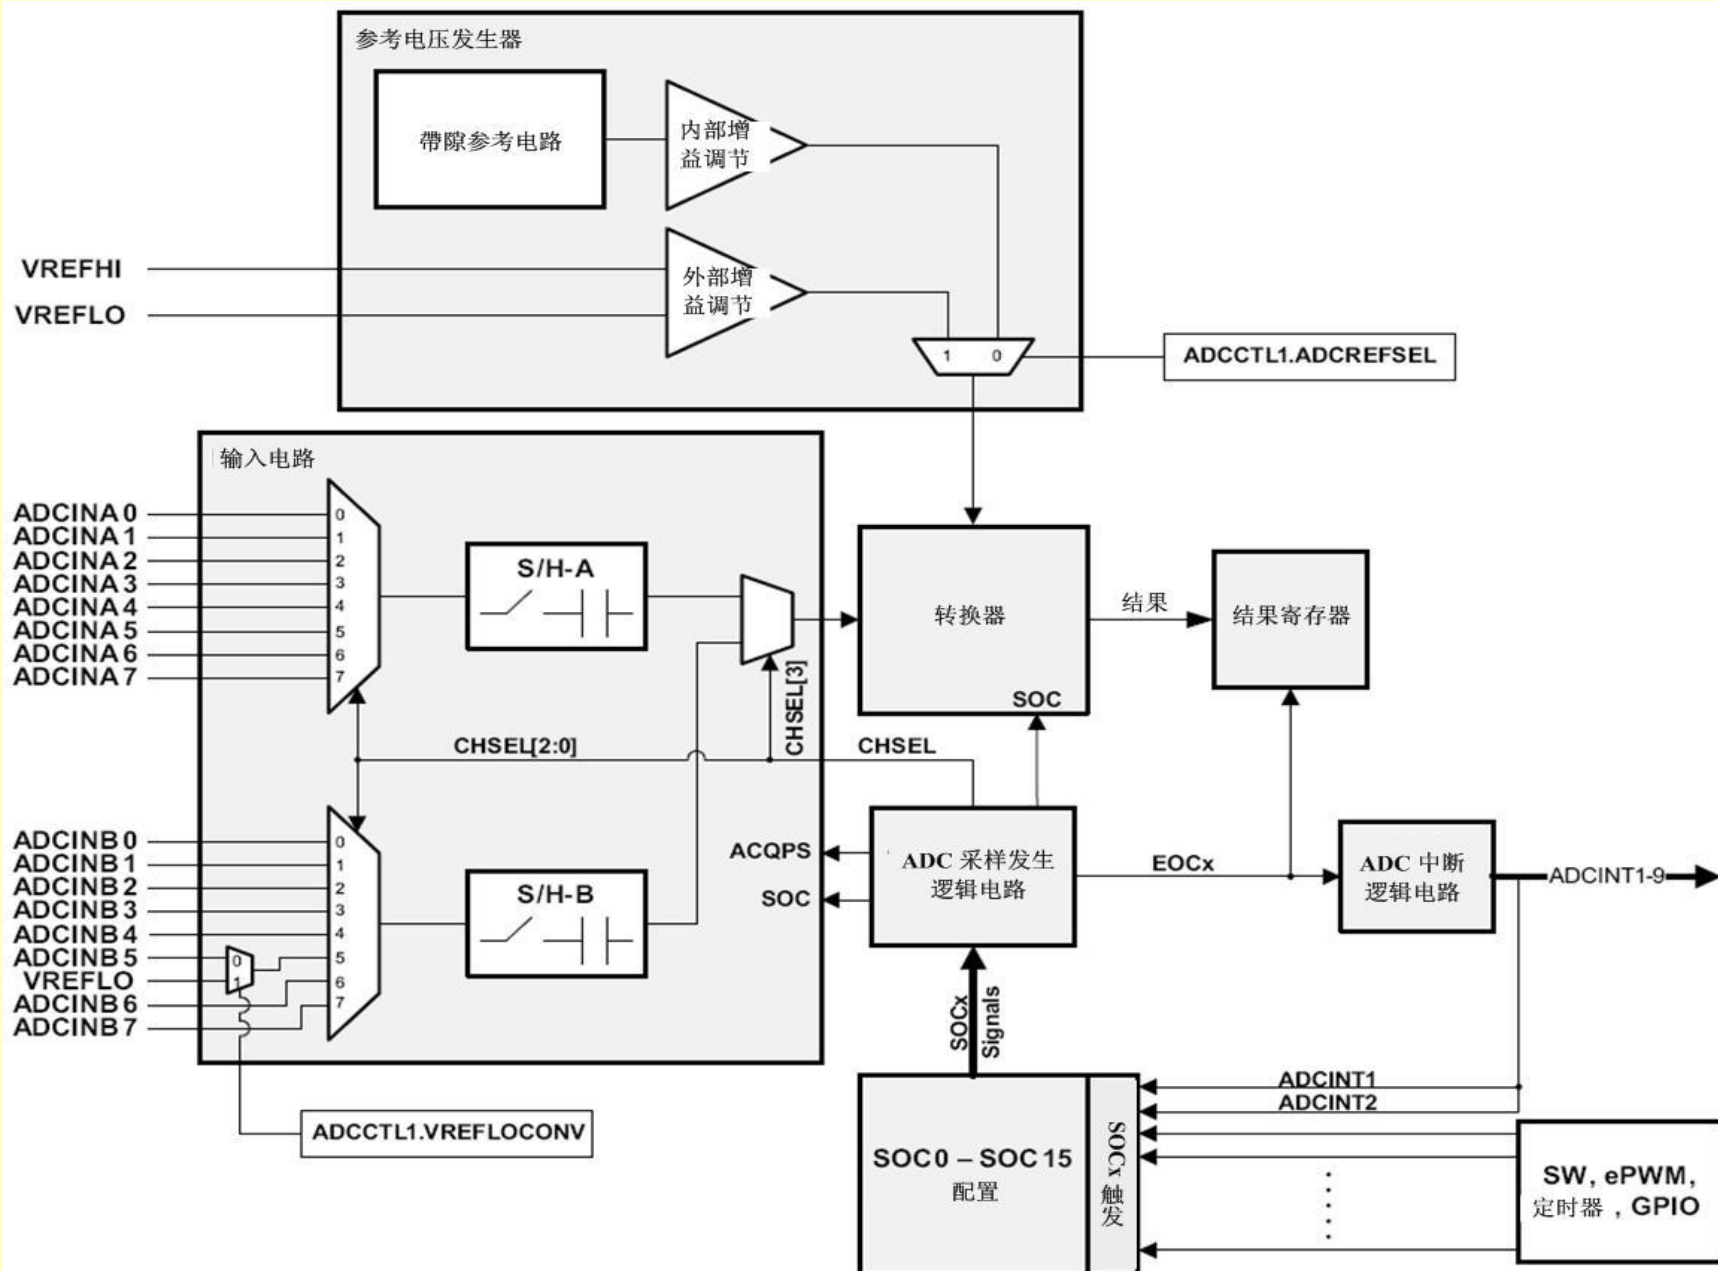 参考电压发生器
帶隙参考电路
内部增
益调节
VREFHI
VREFLO
外部增
益调节
1 0
ADCCTL1.ADCREFSEL
输入电路
ADCINA 0
ADCINA 1
ADCINA 2
ADCINA 3
ADCINA 4
ADCINA 5
ADCINA 6
ADCINA 7
0
1
2
3
4
5
6
7
S/H-A
转换器
SOC
结果
结果寄存器
CHSEL[3]
CHSEL[2:0]
CHSEL
ADCINB 0
ADCINB 1
ADCINB 2
ADCINB 3
ADCINB 4
ADCINB 5
VREFLO
ADCINB 6
ADCINB 7
0
1
0
1
2
3
4
5
6
7
S/H-B
ACQPS
SOC
ADC 采样发生
逻辑电路
EOCx
ADC 中断
逻辑电路
ADCINT1-9
SOCx
Signals
ADCCTL1.VREFLOCONV
SOC0 – SOC15
配置
SOCx 触发
ADCINT1
ADCINT2
SW, ePWM,
定时器 , GPIO